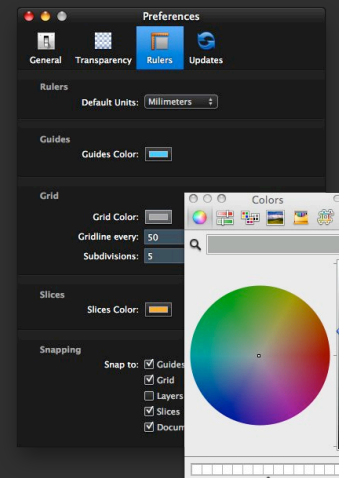 Preferences
General Transparency Rulers Updates
Rulers
Default Units: Millimeters
Guides
Guides Color:
Grid
Grid Color:
Gridline every: 50
Subdivisions: 5
Colors
Slices
Slices Color:
Snapping
Snap to: Guides
Grid
Layers
Slices
Docum